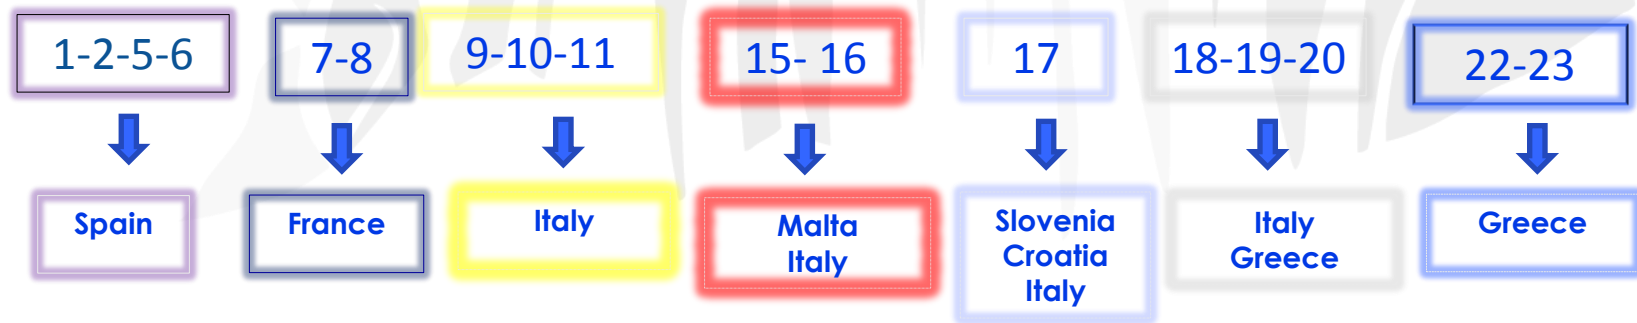 1-2-5-6
7-8
9-10-11
15- 16
17
18-19-20
22-23
Spain
France
Italy
Malta
Italy
Slovenia
Croatia
Italy
Italy
Greece
Greece